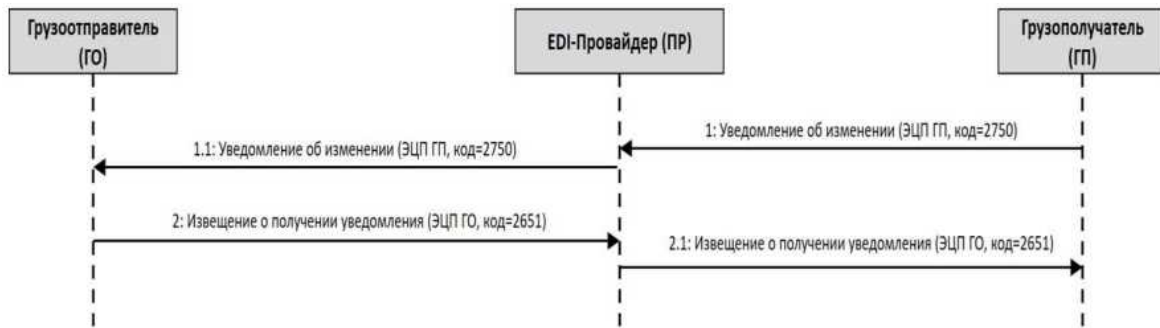 Грузоотправитель
(ГО)
EDI-Провайдер (ПР)
Грузополучатель
(ГП)
1: Уведомление об изменении (ЭЦП ГП, код=2750)
1.1: Уведомление об изменении (ЭЦП ГП, код=2750)
2: Извещение о получении уведомления (ЭЦП ГО, код=2651)
2.1: Извещение о получении уведомления (ЭЦП ГО, код=2651)